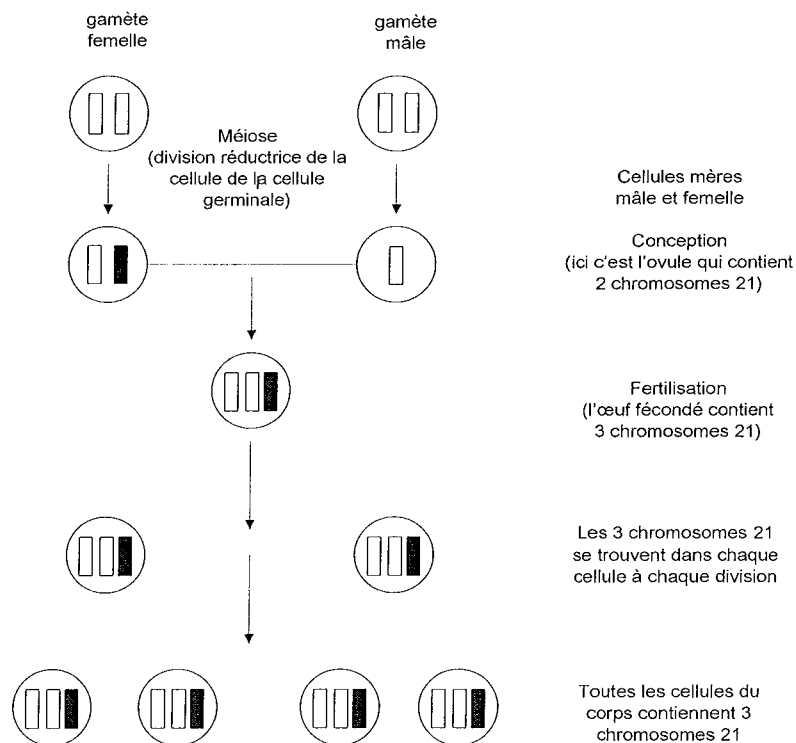 gamète
femelle
gamète
mâle
Méiose
(division réductrice de la
cellule de la cellule
germinale)
Cellules mères
mâle et femelle
Conception
(ici c'est l'ovule qui contient
2 chromosomes 21)
Fertilisation
(l'œuf fécondé contient
3 chromosomes 21)
Les 3 chromosomes 21
se trouvent dans chaque
cellule à chaque division
Toutes les cellules du
corps contiennent 3
chromosomes 21